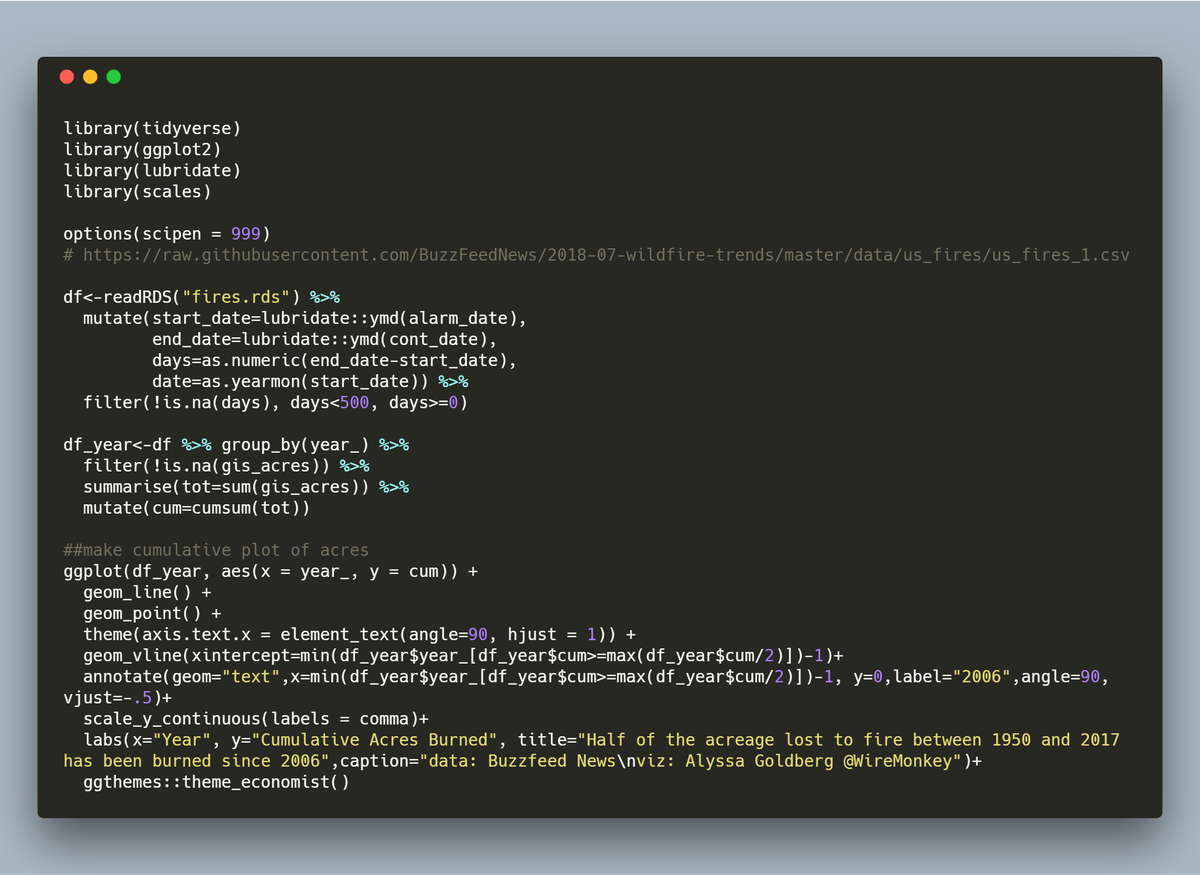 library(tidyverse)
library(ggplot2)
library(lubridate)
library(scales)

options(scipen = 999)
# https://raw.githubusercontent.com/BuzzFeedNews/2018-07-wildfire-trends/master/data/us_fires/us_fires_1.csv

df<-readRDS("fires.rds") %>%
  mutate(start_date=lubridate::ymd(alarm_date),
         end_date=lubridate::ymd(cont_date),
         days=as.numeric(end_date-start_date),
         date=as.yearmon(start_date)) %>%
  filter(!is.na(days), days<500, days>=0)

df_year<-df %>% group_by(year_) %>%
  filter(!is.na(gis_acres)) %>%
  summarise(tot=sum(gis_acres)) %>%
  mutate(cum=cumsum(tot))

##make cumulative plot of acres
ggplot(df_year, aes(x = year_, y = cum)) +
  geom_line() +
  geom_point() +
  theme(axis.text.x = element_text(angle=90, hjust = 1)) +
  geom_vline(xintercept=min(df_year$year_[df_year$cum>=max(df_year$cum/2)])-1)+
  annotate(geom="text",x=min(df_year$year_[df_year$cum>=max(df_year$cum/2)])-1, y=0,label="2006",angle=90,
vjust=-.5)+
  scale_y_continuous(labels = comma)+
  labs(x="Year", y="Cumulative Acres Burned", title="Half of the acreage lost to fire between 1950 and 2017
has been burned since 2006",caption="data: Buzzfeed News\nviz: Alyssa Goldberg @WireMonkey")+
  ggthemes::theme_economist()